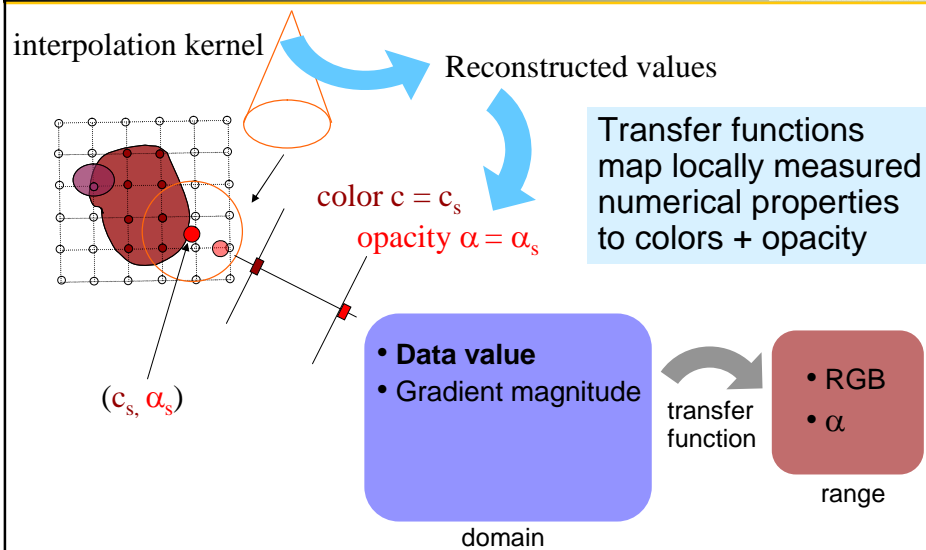 interpolation kernel
Reconstructed values
Transfer functions
map locally measured
numerical properties
to colors + opacity
color c = cₛ
opacity α = αₛ
(cₛ, αₛ)
• Data value
• Gradient magnitude
transfer
function
• RGB
• α
range
domain